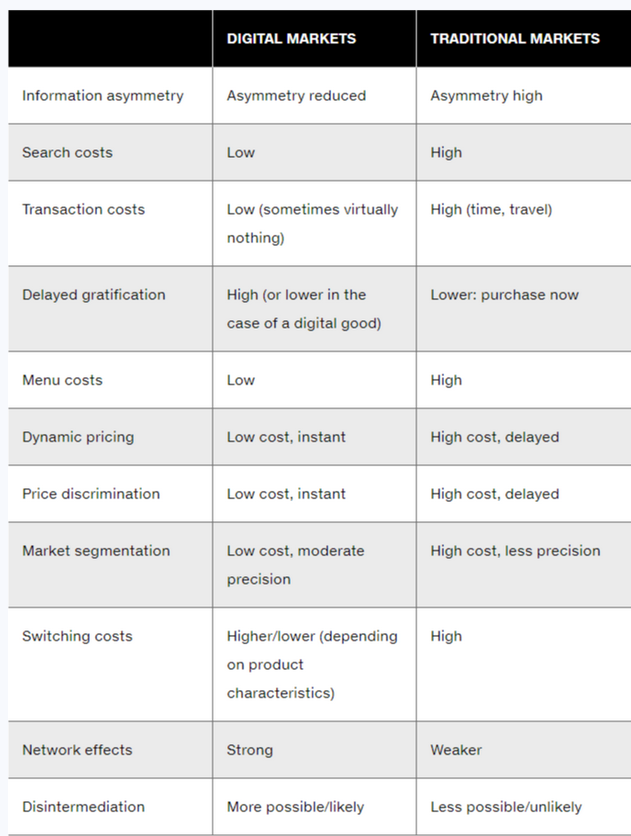 DIGITAL MARKETS TRADITIONAL MARKETS
Information asymmetry Asymmetry reduced Asymmetry high
Search costs Low High
Transaction costs Low (sometimes virtually High (time, travel)
nothing)
Delayed gratification High (or lower in the Lower: purchase now
case of a digital good)
Menu costs Low High
Dynamic pricing Low cost, instant High cost, delayed
Price discrimination Low cost, instant High cost, delayed
Market segmentation Low cost, moderate High cost, less precision
precision
Switching costs Higher/lower (depending High
on product
characteristics)
Network effects Strong Weaker
Disintermediation More possible/likely Less possible/unlikely